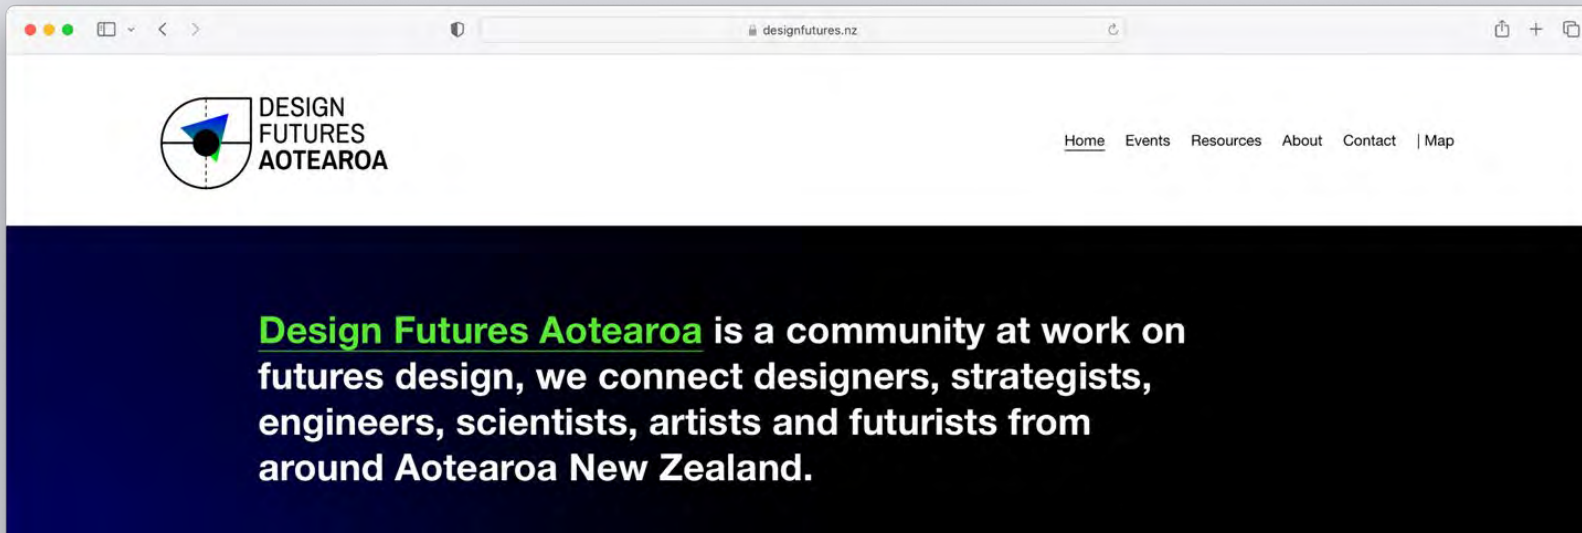 designfutures.nz
DESIGN
FUTURES
AOTEAROA
Home Events Resources About Contact | Map
Design Futures Aotearoa is a community at work on
futures design, we connect designers, strategists,
engineers, scientists, artists and futurists from
around Aotearoa New Zealand.